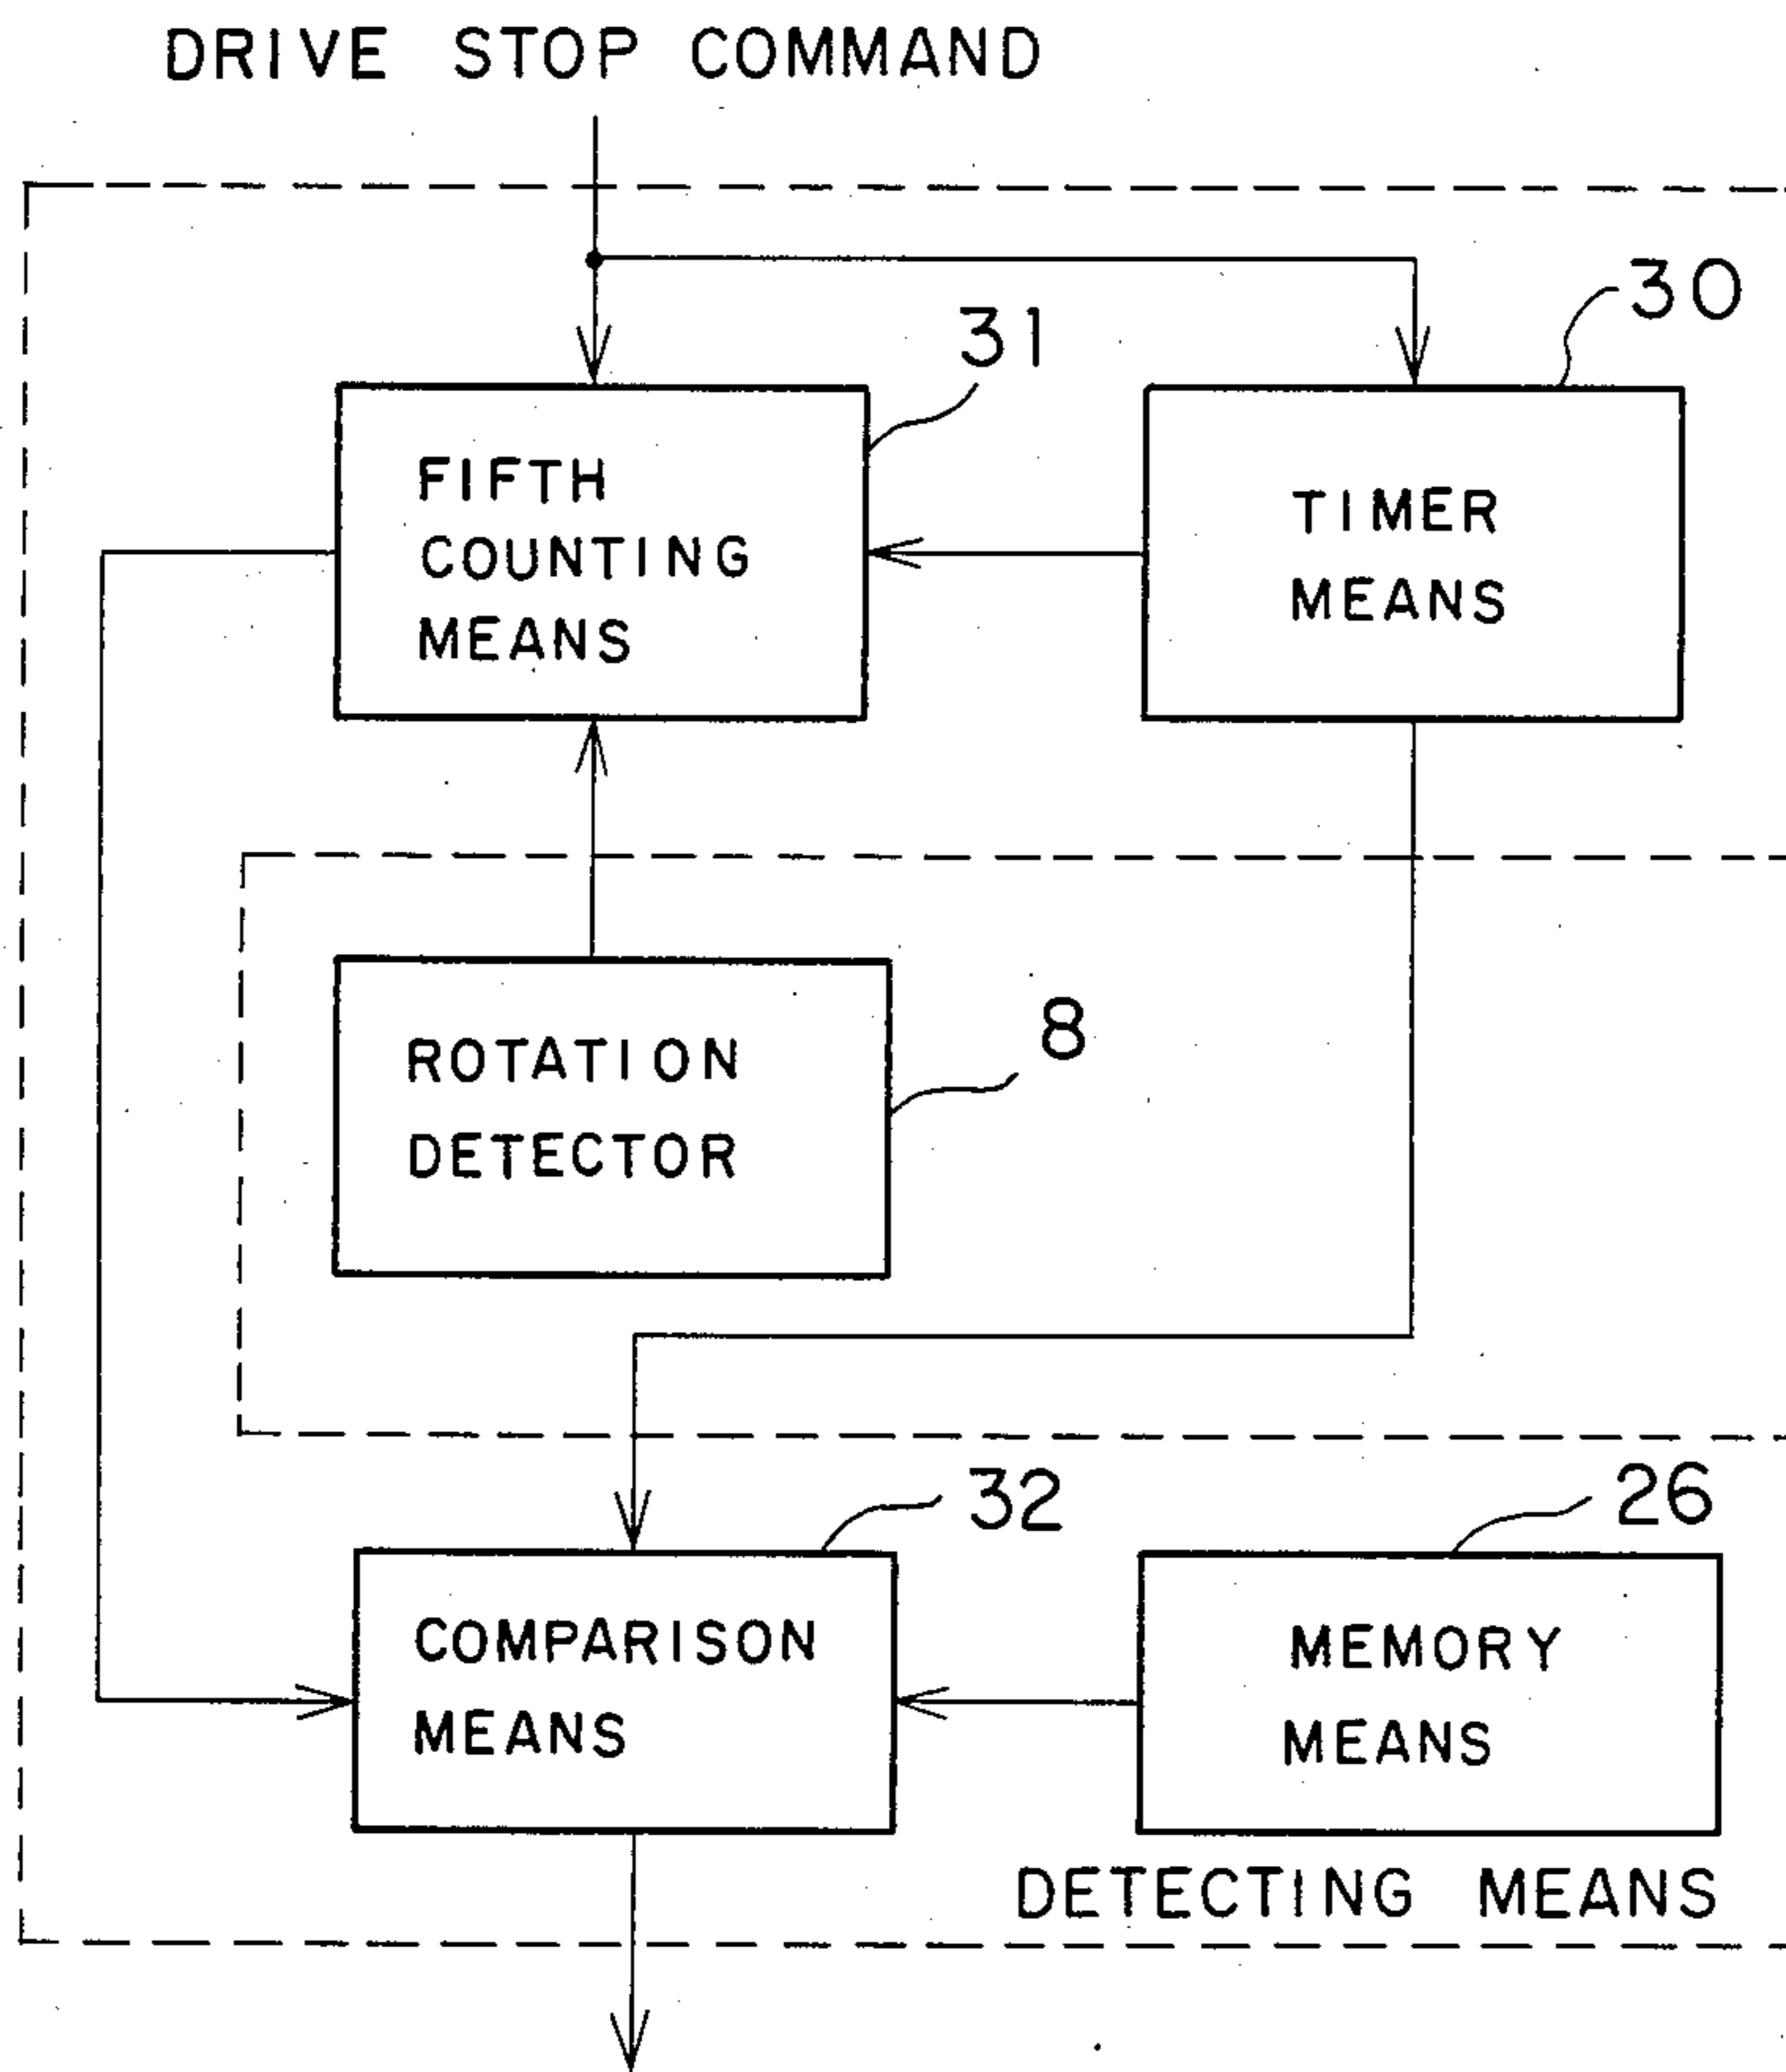 DRIVE STOP COMMAND
30
31
FIFTH
COUNTING
MEANS
TIMER
MEANS
8
ROTATION
DETECTOR
32
26
COMPARISON
MEANS
MEMORY
MEANS
DETECTING MEANS